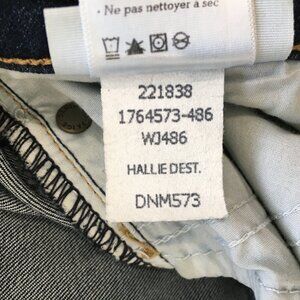 • Ne pas nettoyer à sec
221838
1764573-486
WJ486
HALLIE DEST.
DNM573